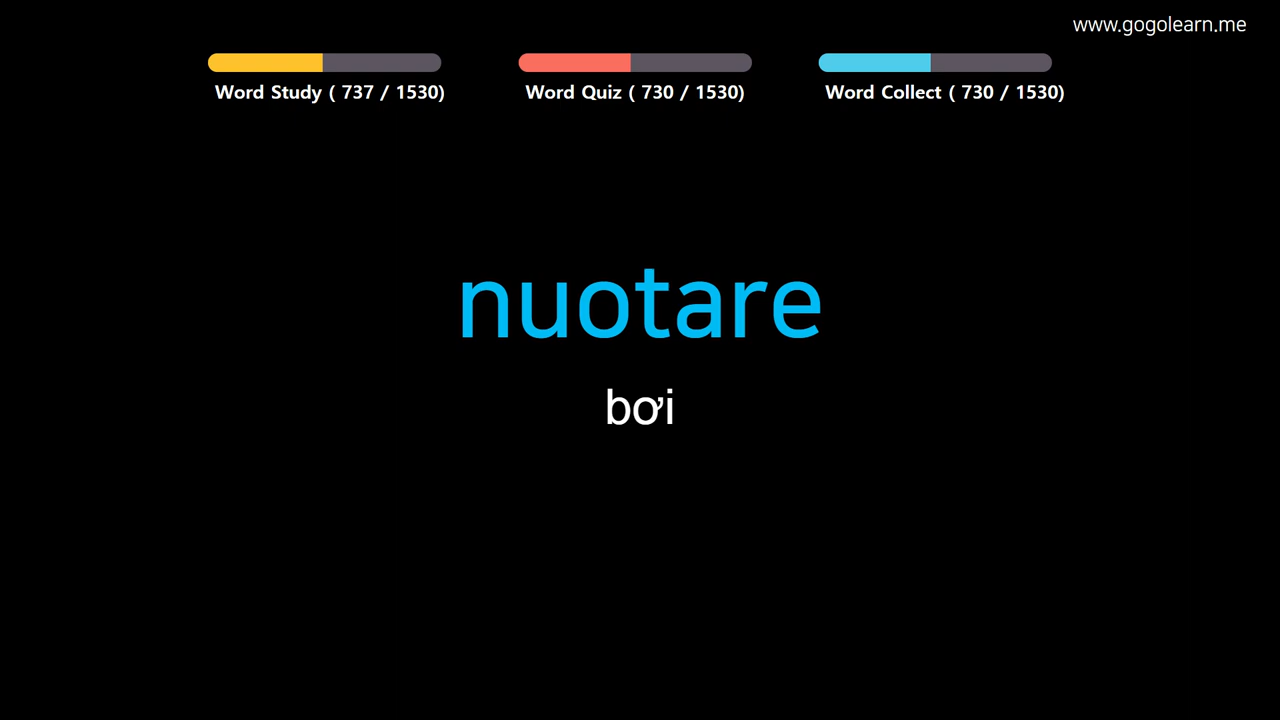 www.gogolearn.me
Word Study ( 737 / 1530)
Word Quiz ( 730 / 1530)
Word Collect ( 730 / 1530)
nuotare
bơi